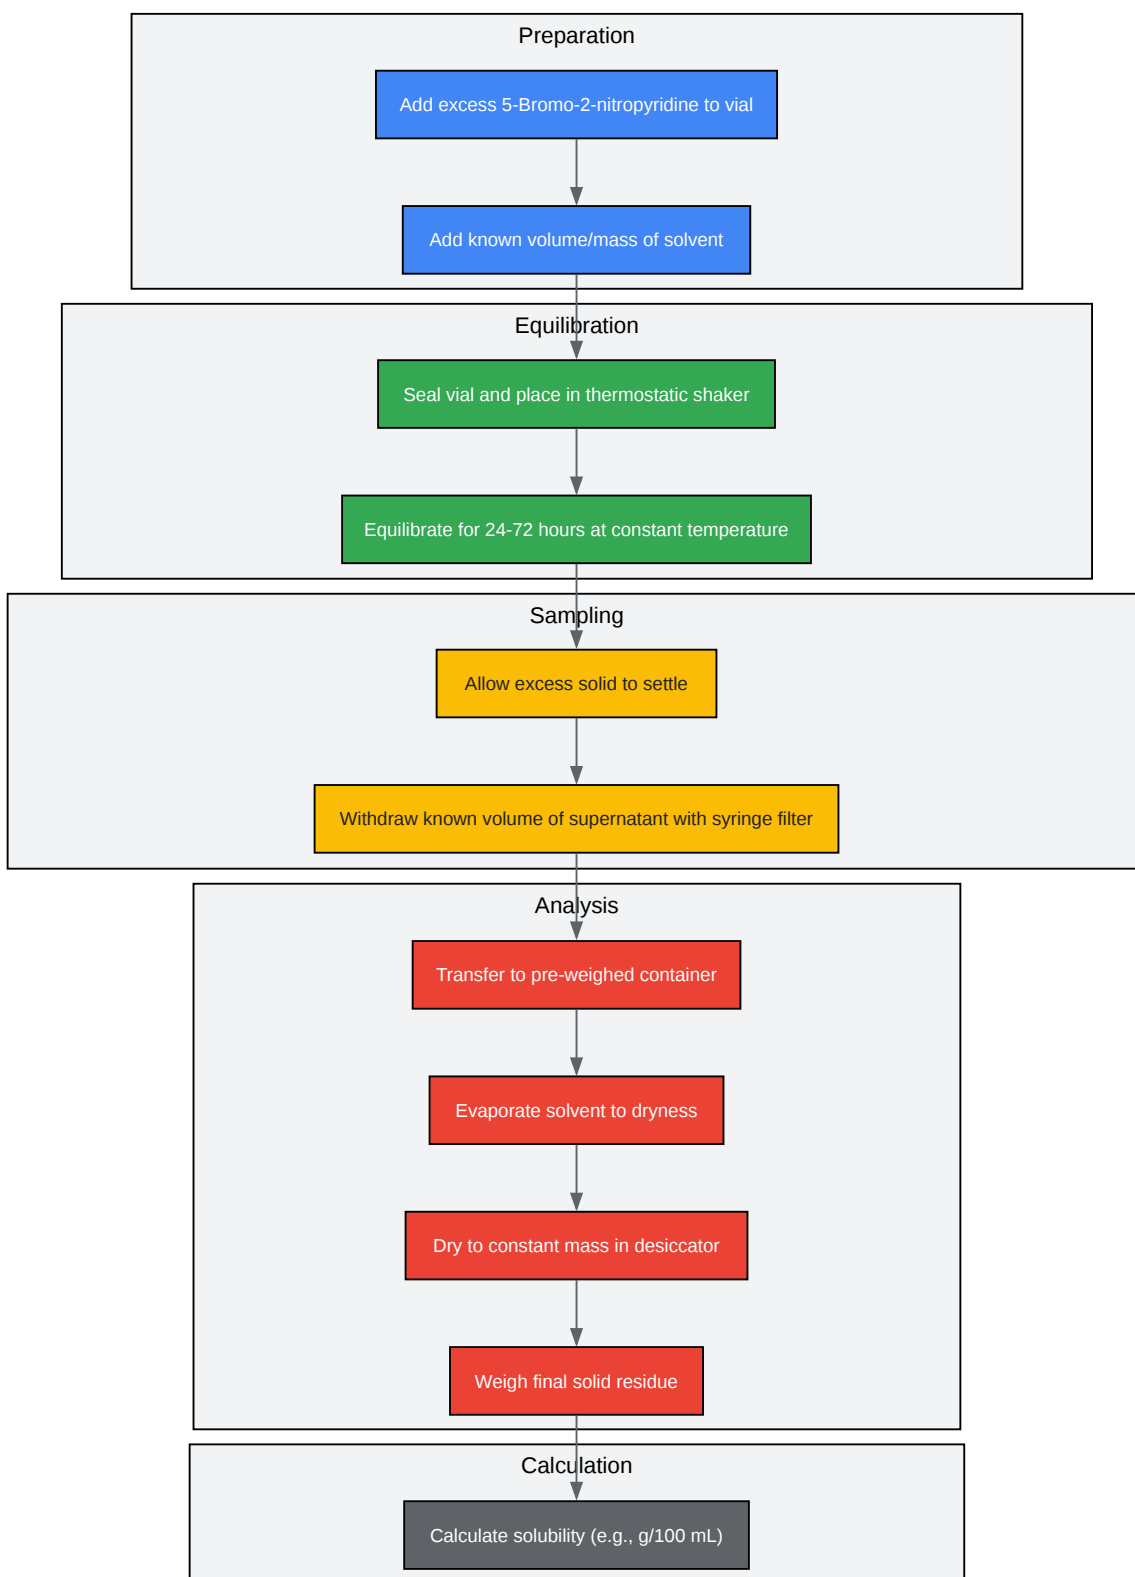 Preparation
Add excess 5-Bromo-2-nitropyridine to vial
Add known volume/mass of solvent
Equilibration
Seal vial and place in thermostatic shaker
Equilibrate for 24-72 hours at constant temperature
Sampling
Allow excess solid to settle
Withdraw known volume of supernatant with syringe filter
Analysis
Transfer to pre-weighed container
Evaporate solvent to dryness
Dry to constant mass in desiccator
Weigh final solid residue
Calculation
Calculate solubility (e.g., g/100 mL)